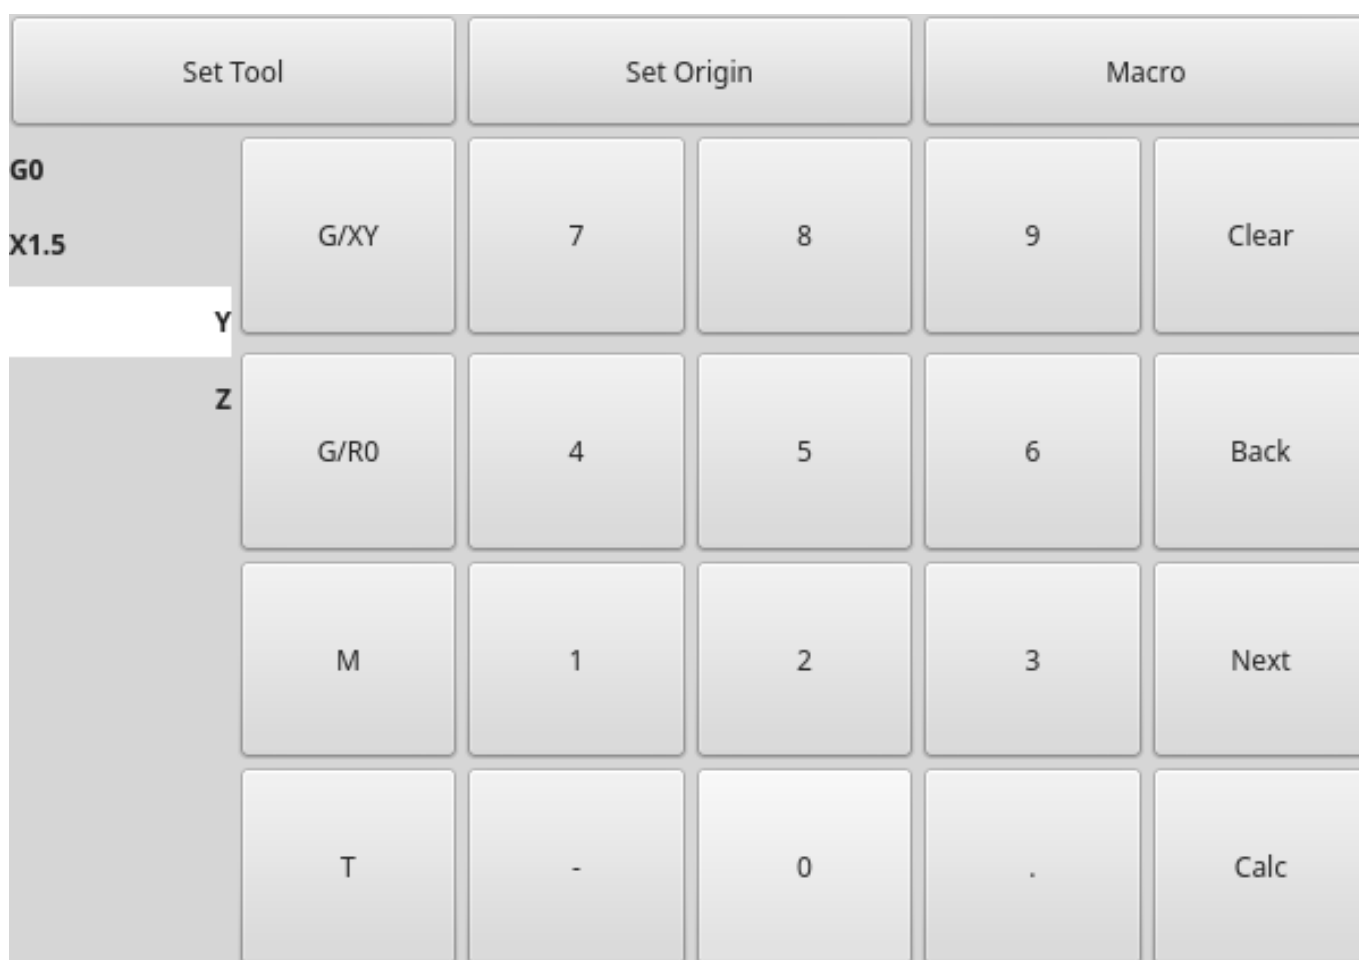 Set Tool Set Origin Macro
G0
X1.5
Y
Z
G/XY 7 8 9 Clear
G/R0 4 5 6 Back
M 1 2 3 Next
T - 0 . Calc